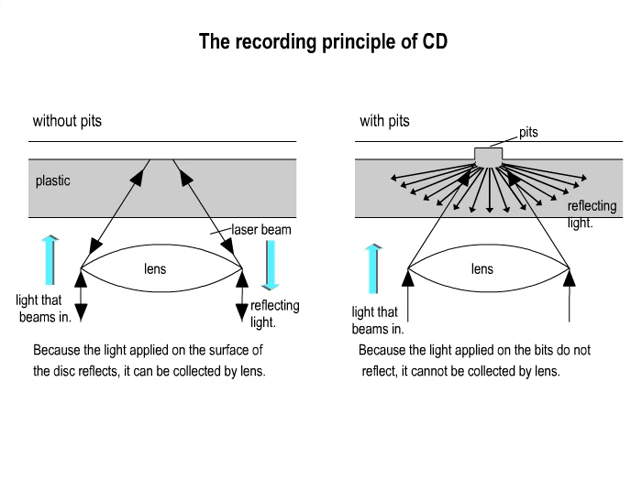 The recording principle of CD
without pits
plastic
laser beam
lens
light that
beams in.
reflecting
light.
Because the light applied on the surface of
the disc reflects, it can be collected by lens.
with pits
pits
reflecting
light.
lens
light that
beams in.
Because the light applied on the bits do not
reflect, it cannot be collected by lens.